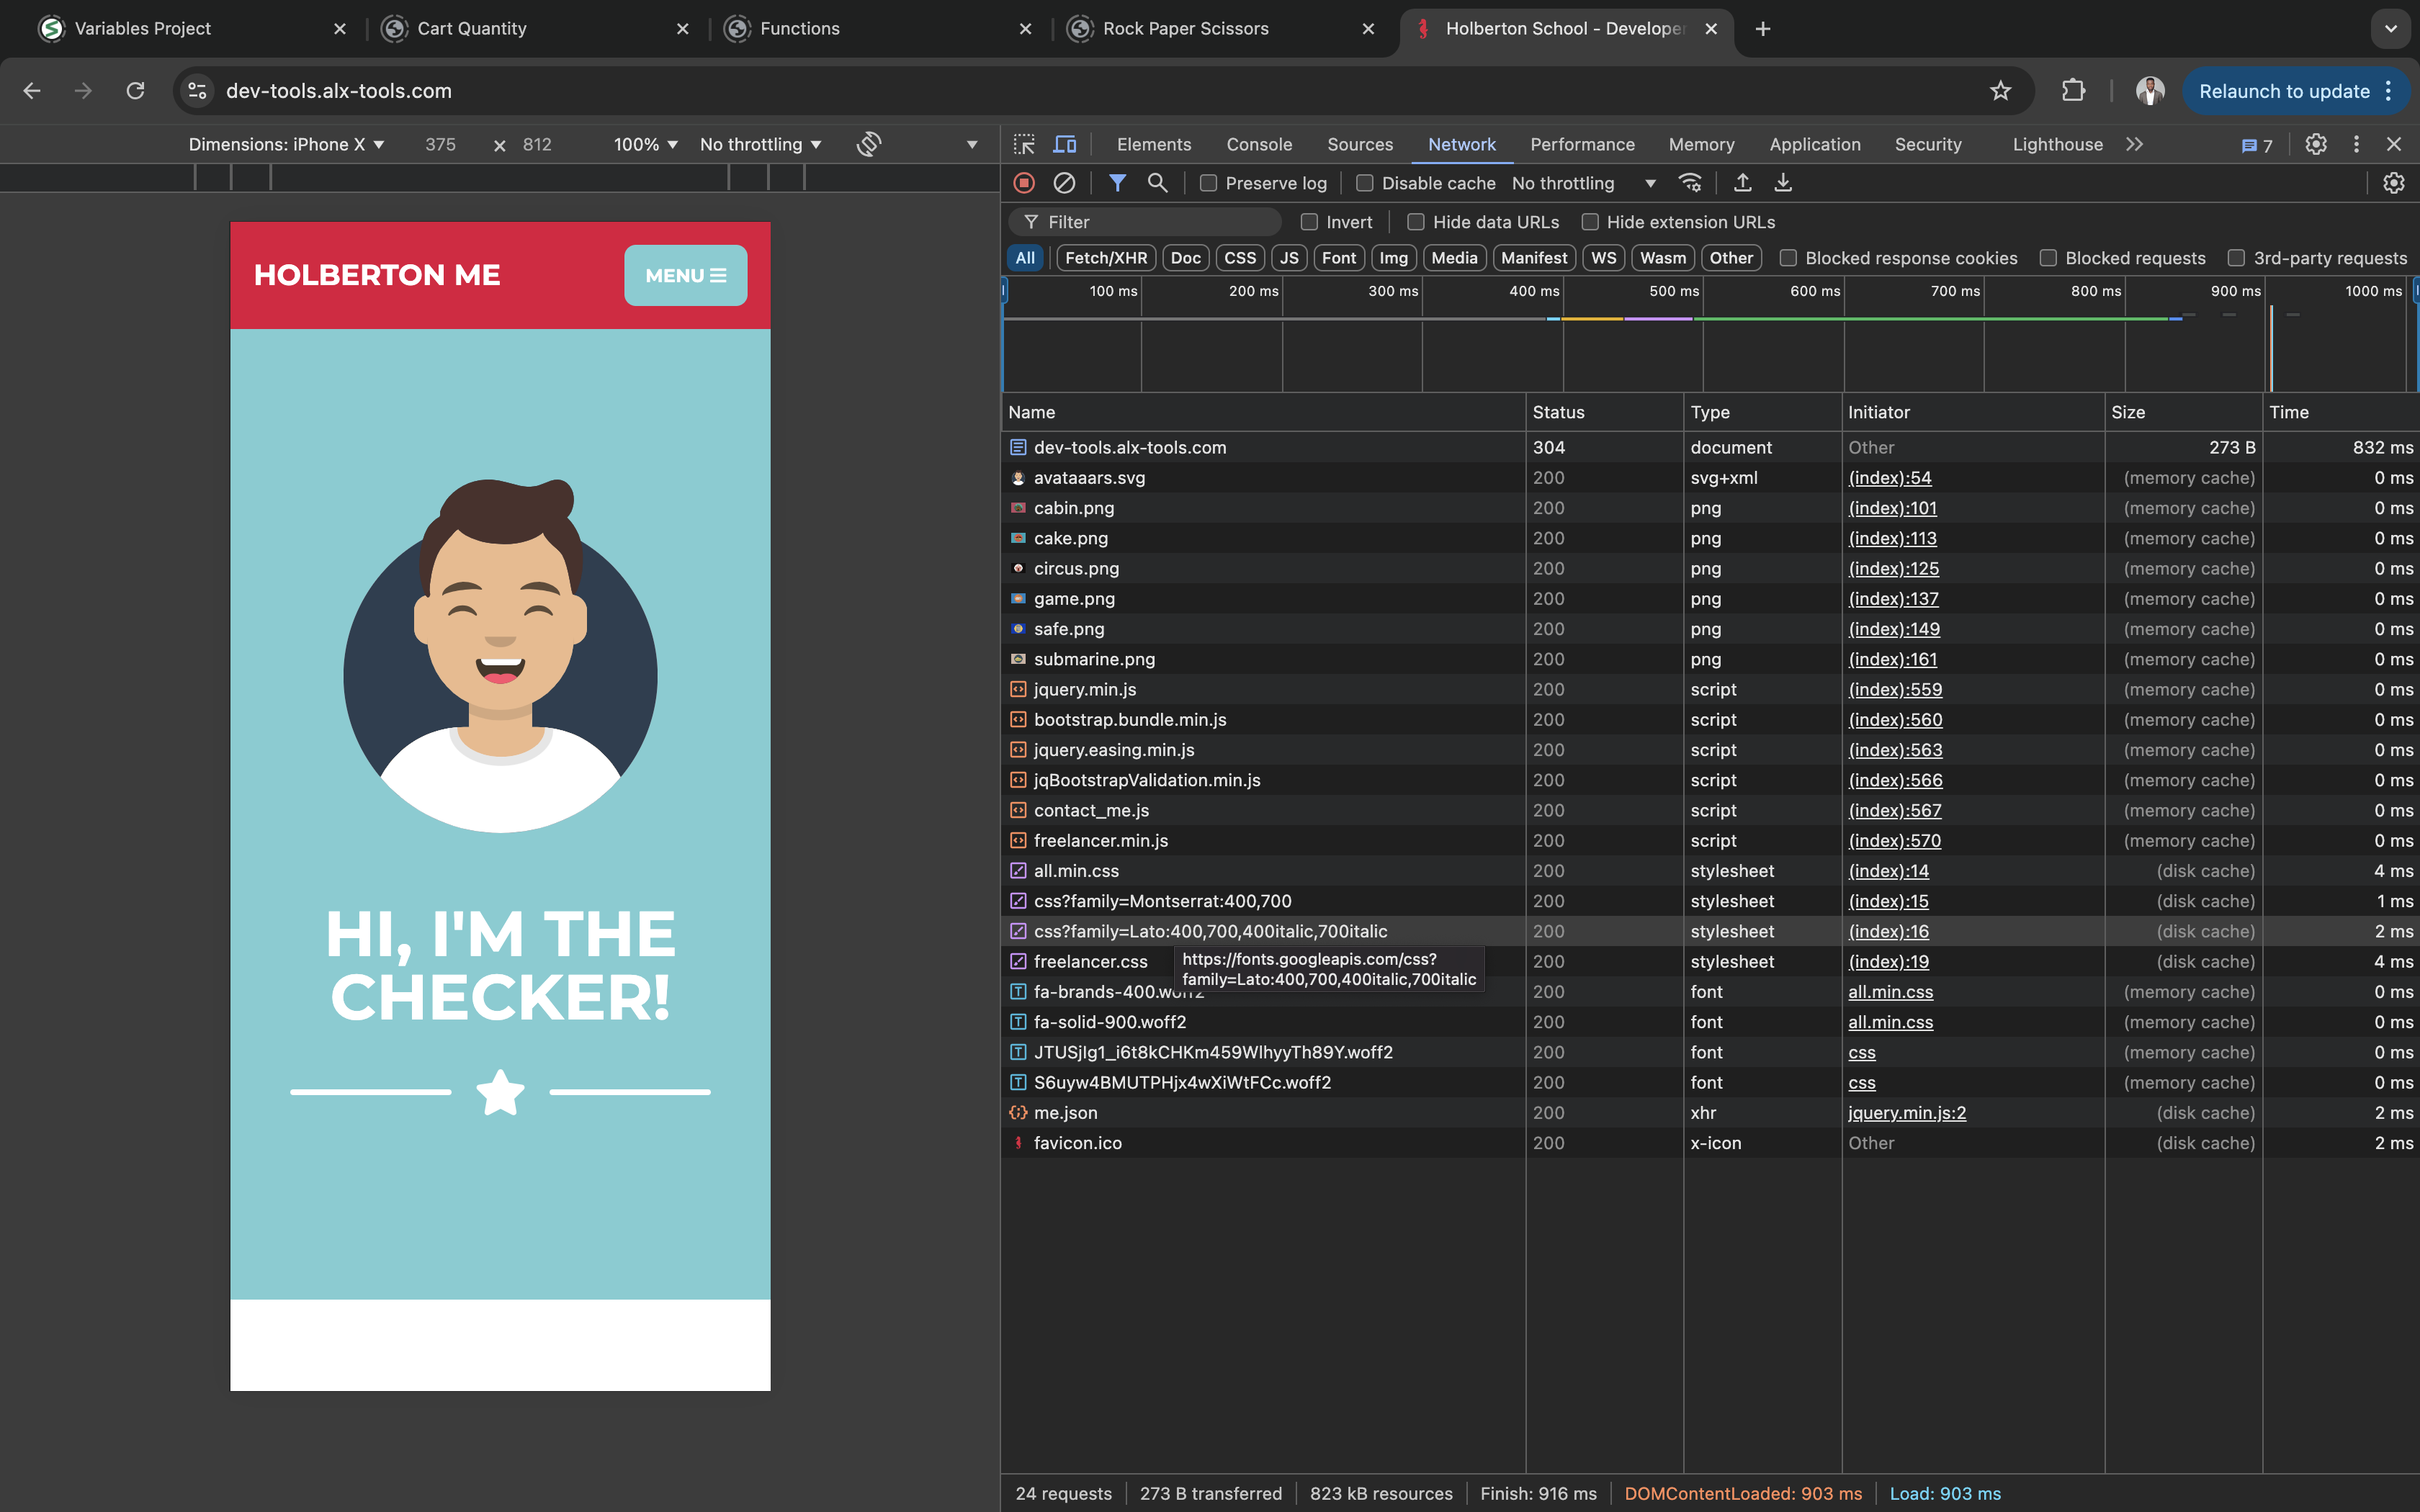 Variables Project
Cart Quantity
Functions
Rock Paper Scissors
Holberton School - Developer
dev-tools.alx-tools.com
Relaunch to update
Dimensions: iPhone X 375 × 812 100% No throttling
Elements Console Sources Network Performance Memory Application Security Lighthouse 7
Preserve log Disable cache No throttling
Filter Invert Hide data URLs Hide extension URLs
All Fetch/XHR Doc CSS JS Font Img Media Manifest WS Wasm Other Blocked response cookies Blocked requests 3rd-party requests
100 ms 200 ms 300 ms 400 ms 500 ms 600 ms 700 ms 800 ms 900 ms 1000 ms
HOLBERTON ME
MENU
HI, I'M THE
CHECKER!
Name Status Type Initiator Size Time
dev-tools.alx-tools.com 304 document Other 273 B 832 ms
avataaars.svg 200 svg+xml (index):54 (memory cache) 0 ms
cabin.png 200 png (index):101 (memory cache) 0 ms
cake.png 200 png (index):113 (memory cache) 0 ms
circus.png 200 png (index):125 (memory cache) 0 ms
game.png 200 png (index):137 (memory cache) 0 ms
safe.png 200 png (index):149 (memory cache) 0 ms
submarine.png 200 png (index):161 (memory cache) 0 ms
jquery.min.js 200 script (index):559 (memory cache) 0 ms
bootstrap.bundle.min.js 200 script (index):560 (memory cache) 0 ms
jquery.easing.min.js 200 script (index):563 (memory cache) 0 ms
jqBootstrapValidation.min.js 200 script (index):566 (memory cache) 0 ms
contact_me.js 200 script (index):567 (memory cache) 0 ms
freelancer.min.js 200 script (index):570 (memory cache) 0 ms
all.min.css 200 stylesheet (index):14 (disk cache) 4 ms
css?family=Montserrat:400,700 200 stylesheet (index):15 (disk cache) 1 ms
css?family=Lato:400,700,400italic,700italic 200 stylesheet (index):16 (disk cache) 2 ms
freelancer.css 200 stylesheet (index):19 (disk cache) 4 ms
https://fonts.googleapis.com/css?
family=Lato:400,700,400italic,700italic
fa-brands-400.woff2 200 font all.min.css (memory cache) 0 ms
fa-solid-900.woff2 200 font all.min.css (memory cache) 0 ms
JTUSjIg1_i6t8kCHKm459WlhyyTh89Y.woff2 200 font css (memory cache) 0 ms
S6uyw4BMUTPHjx4wXiWtFCc.woff2 200 font css (memory cache) 0 ms
me.json 200 xhr jquery.min.js:2 (disk cache) 2 ms
favicon.ico 200 x-icon Other (disk cache) 2 ms
24 requests 273 B transferred 823 kB resources Finish: 916 ms DOMContentLoaded: 903 ms Load: 903 ms